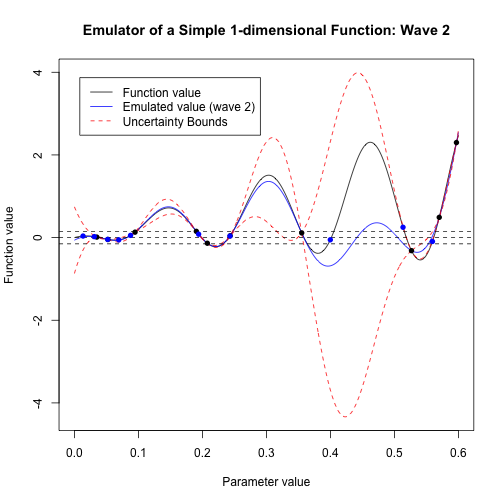 Emulator of a Simple 1-dimensional Function: Wave 2
Function value
Emulated value (wave 2)
Uncertainty Bounds
Function value
4
2
0
-2
-4
0.0 0.1 0.2 0.3 0.4 0.5 0.6
Parameter value